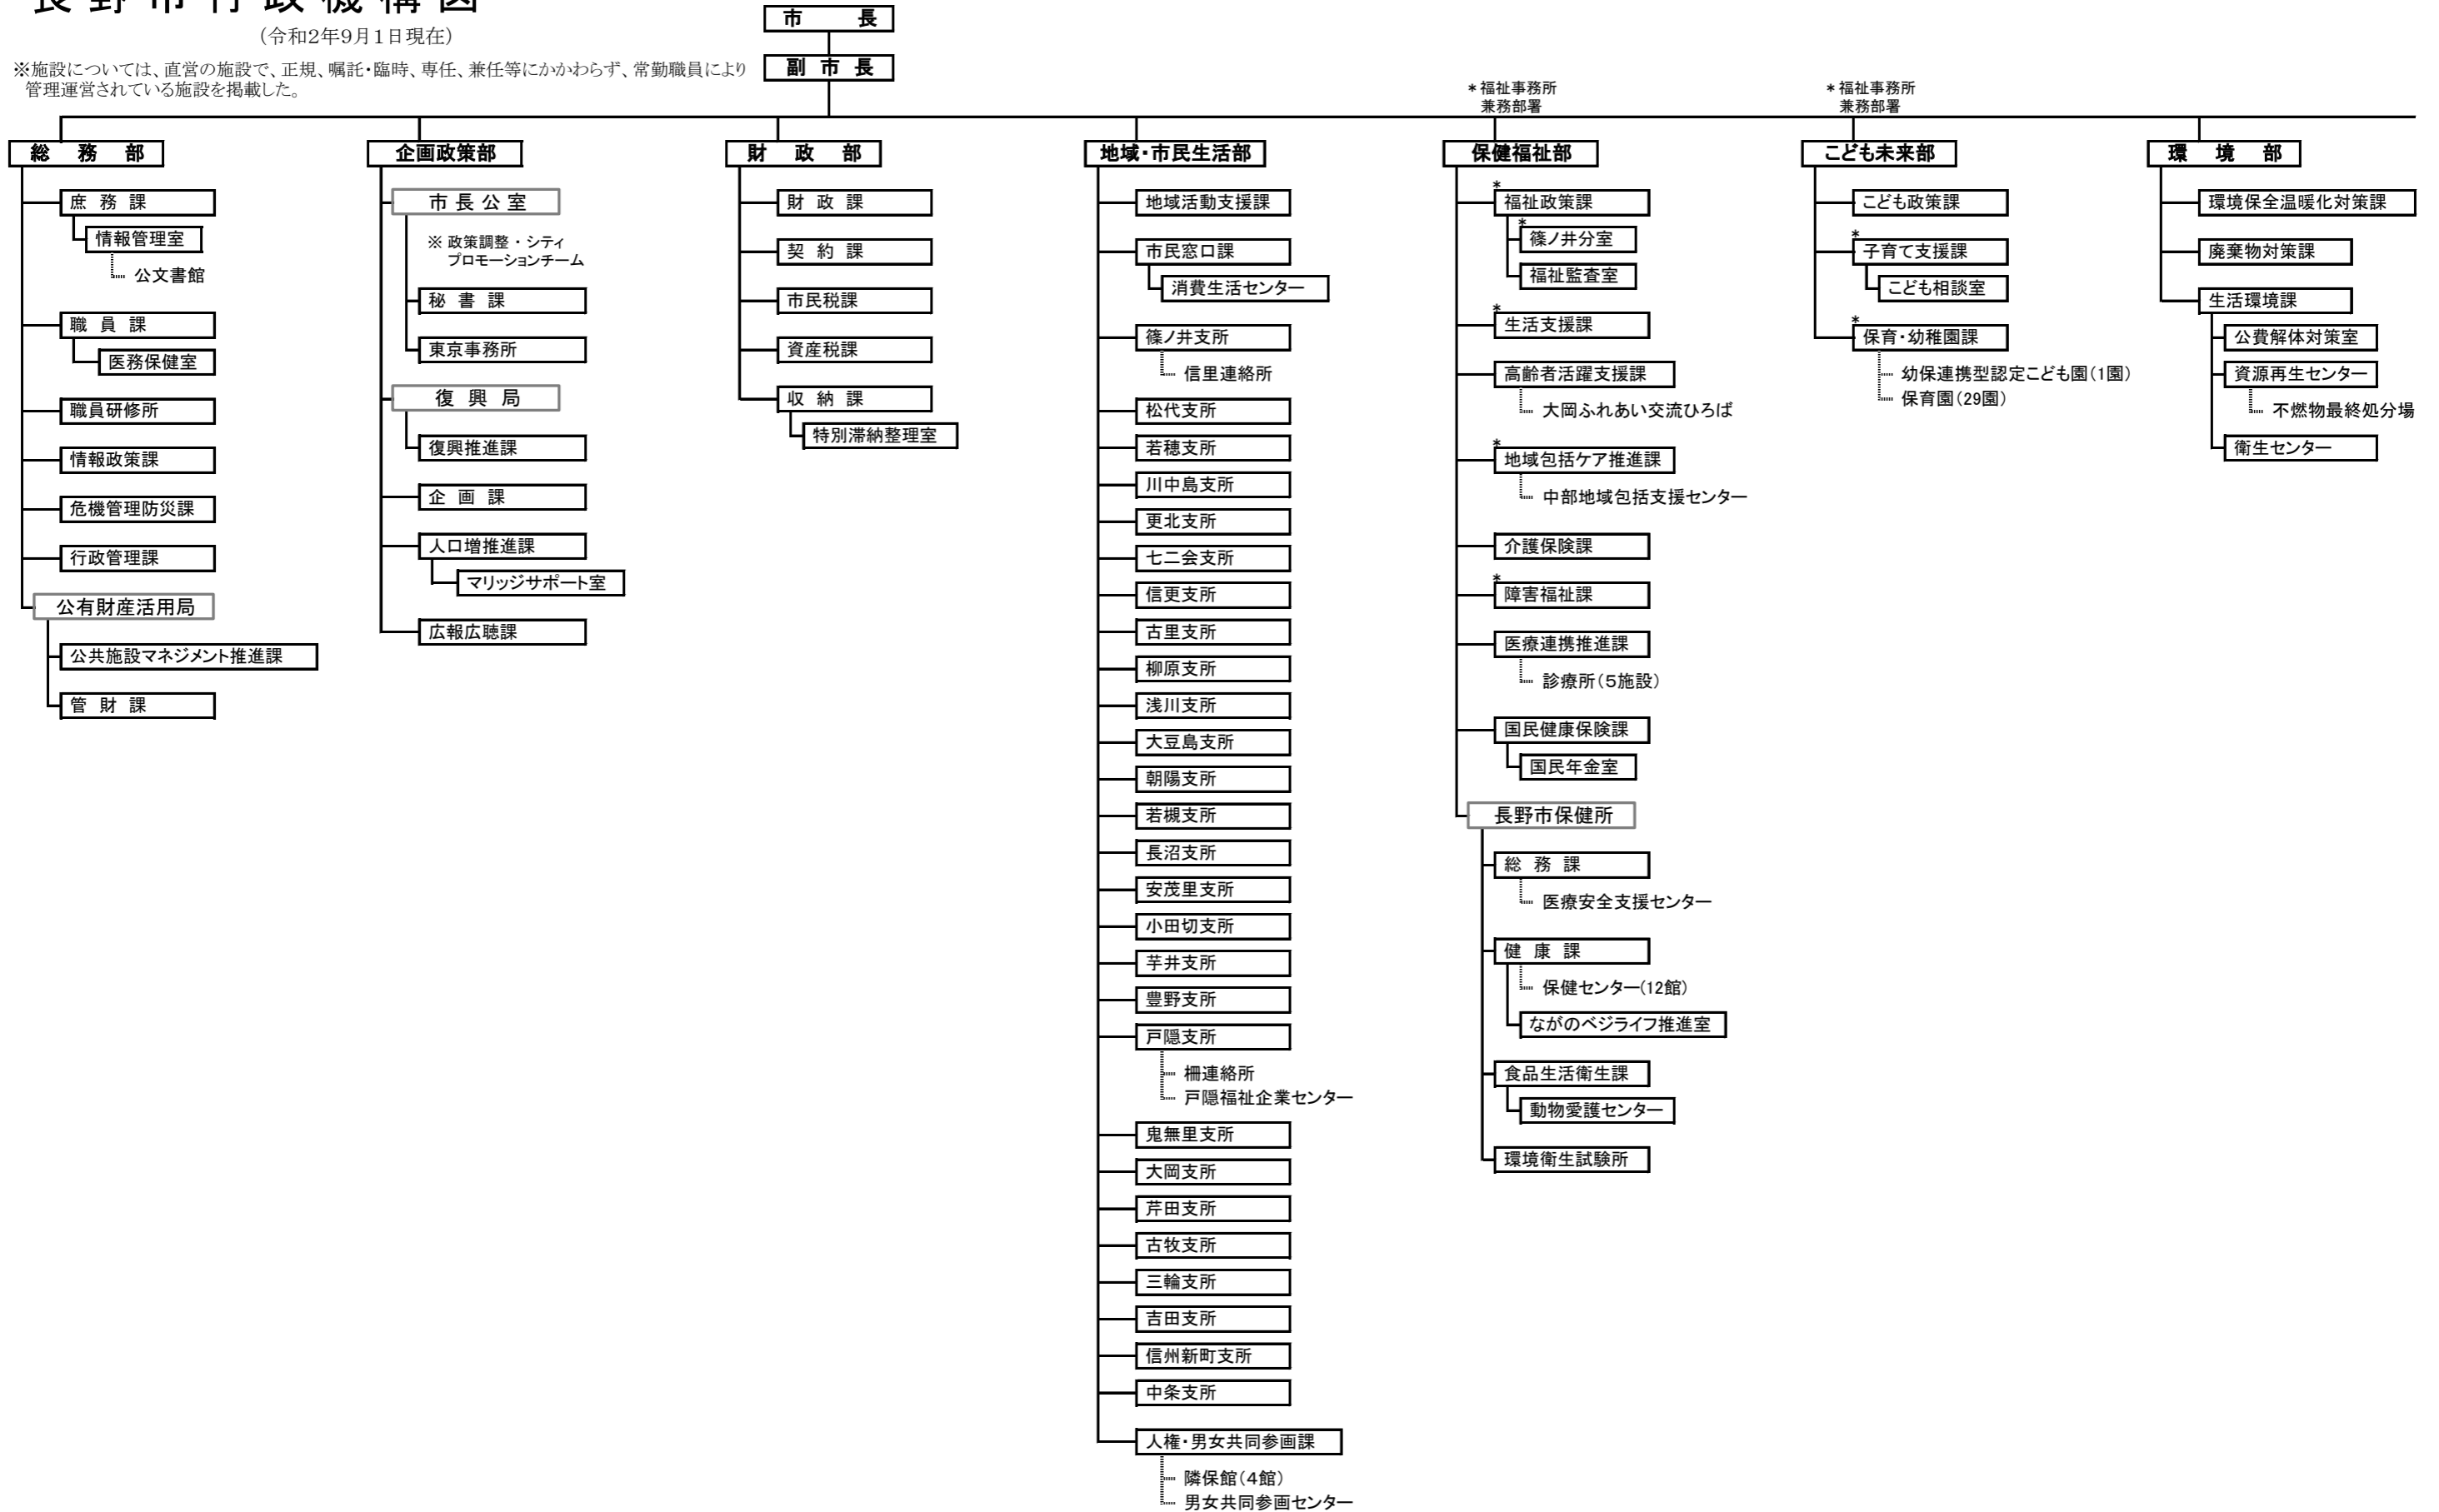 長野市行政機構図
(令和2年9月1日現在)
※施設については、直営の施設で、正規、嘱託・臨時、専任、兼任等にかかわらず、常勤職員により
管理運営されている施設を掲載した。
市　　長
副 市 長
総　務　部
庶 務 課
情報管理室
公文書館
職 員 課
医務保健室
職員研修所
情報政策課
危機管理防災課
行政管理課
公有財産活用局
公共施設マネジメント推進課
管 財 課
企画政策部
市 長 公 室
※ 政策調整 ・ シティ
プロモーションチーム
秘 書 課
東京事務所
復 興 局
復興推進課
企 画 課
人口増推進課
マリッジサポート室
広報広聴課
財　政　部
財 政 課
契 約 課
市民税課
資産税課
収 納 課
特別滞納整理室
地域・市民生活部
地域活動支援課
市民窓口課
消費生活センター
篠ノ井支所
信里連絡所
松代支所
若穂支所
川中島支所
更北支所
七二会支所
信更支所
古里支所
柳原支所
浅川支所
大豆島支所
朝陽支所
若槻支所
長沼支所
安茂里支所
小田切支所
芋井支所
豊野支所
戸隠支所
柵連絡所
戸隠福祉企業センター
鬼無里支所
大岡支所
芹田支所
古牧支所
三輪支所
吉田支所
信州新町支所
中条支所
人権・男女共同参画課
隣保館(4館)
男女共同参画センター
＊福祉事務所
兼務部署
保健福祉部
*
福祉政策課
*
篠ノ井分室
福祉監査室
*
生活支援課
高齢者活躍支援課
大岡ふれあい交流ひろば
*
地域包括ケア推進課
中部地域包括支援センター
介護保険課
*
障害福祉課
医療連携推進課
診療所(5施設)
国民健康保険課
国民年金室
長野市保健所
総 務 課
医療安全支援センター
健 康 課
保健センター(12館)
ながのベジライフ推進室
食品生活衛生課
動物愛護センター
環境衛生試験所
＊福祉事務所
兼務部署
こども未来部
こども政策課
*
子育て支援課
こども相談室
*
保育・幼稚園課
幼保連携型認定こども園(1園)
保育園(29園)
環　境　部
環境保全温暖化対策課
廃棄物対策課
生活環境課
公費解体対策室
資源再生センター
不燃物最終処分場
衛生センター